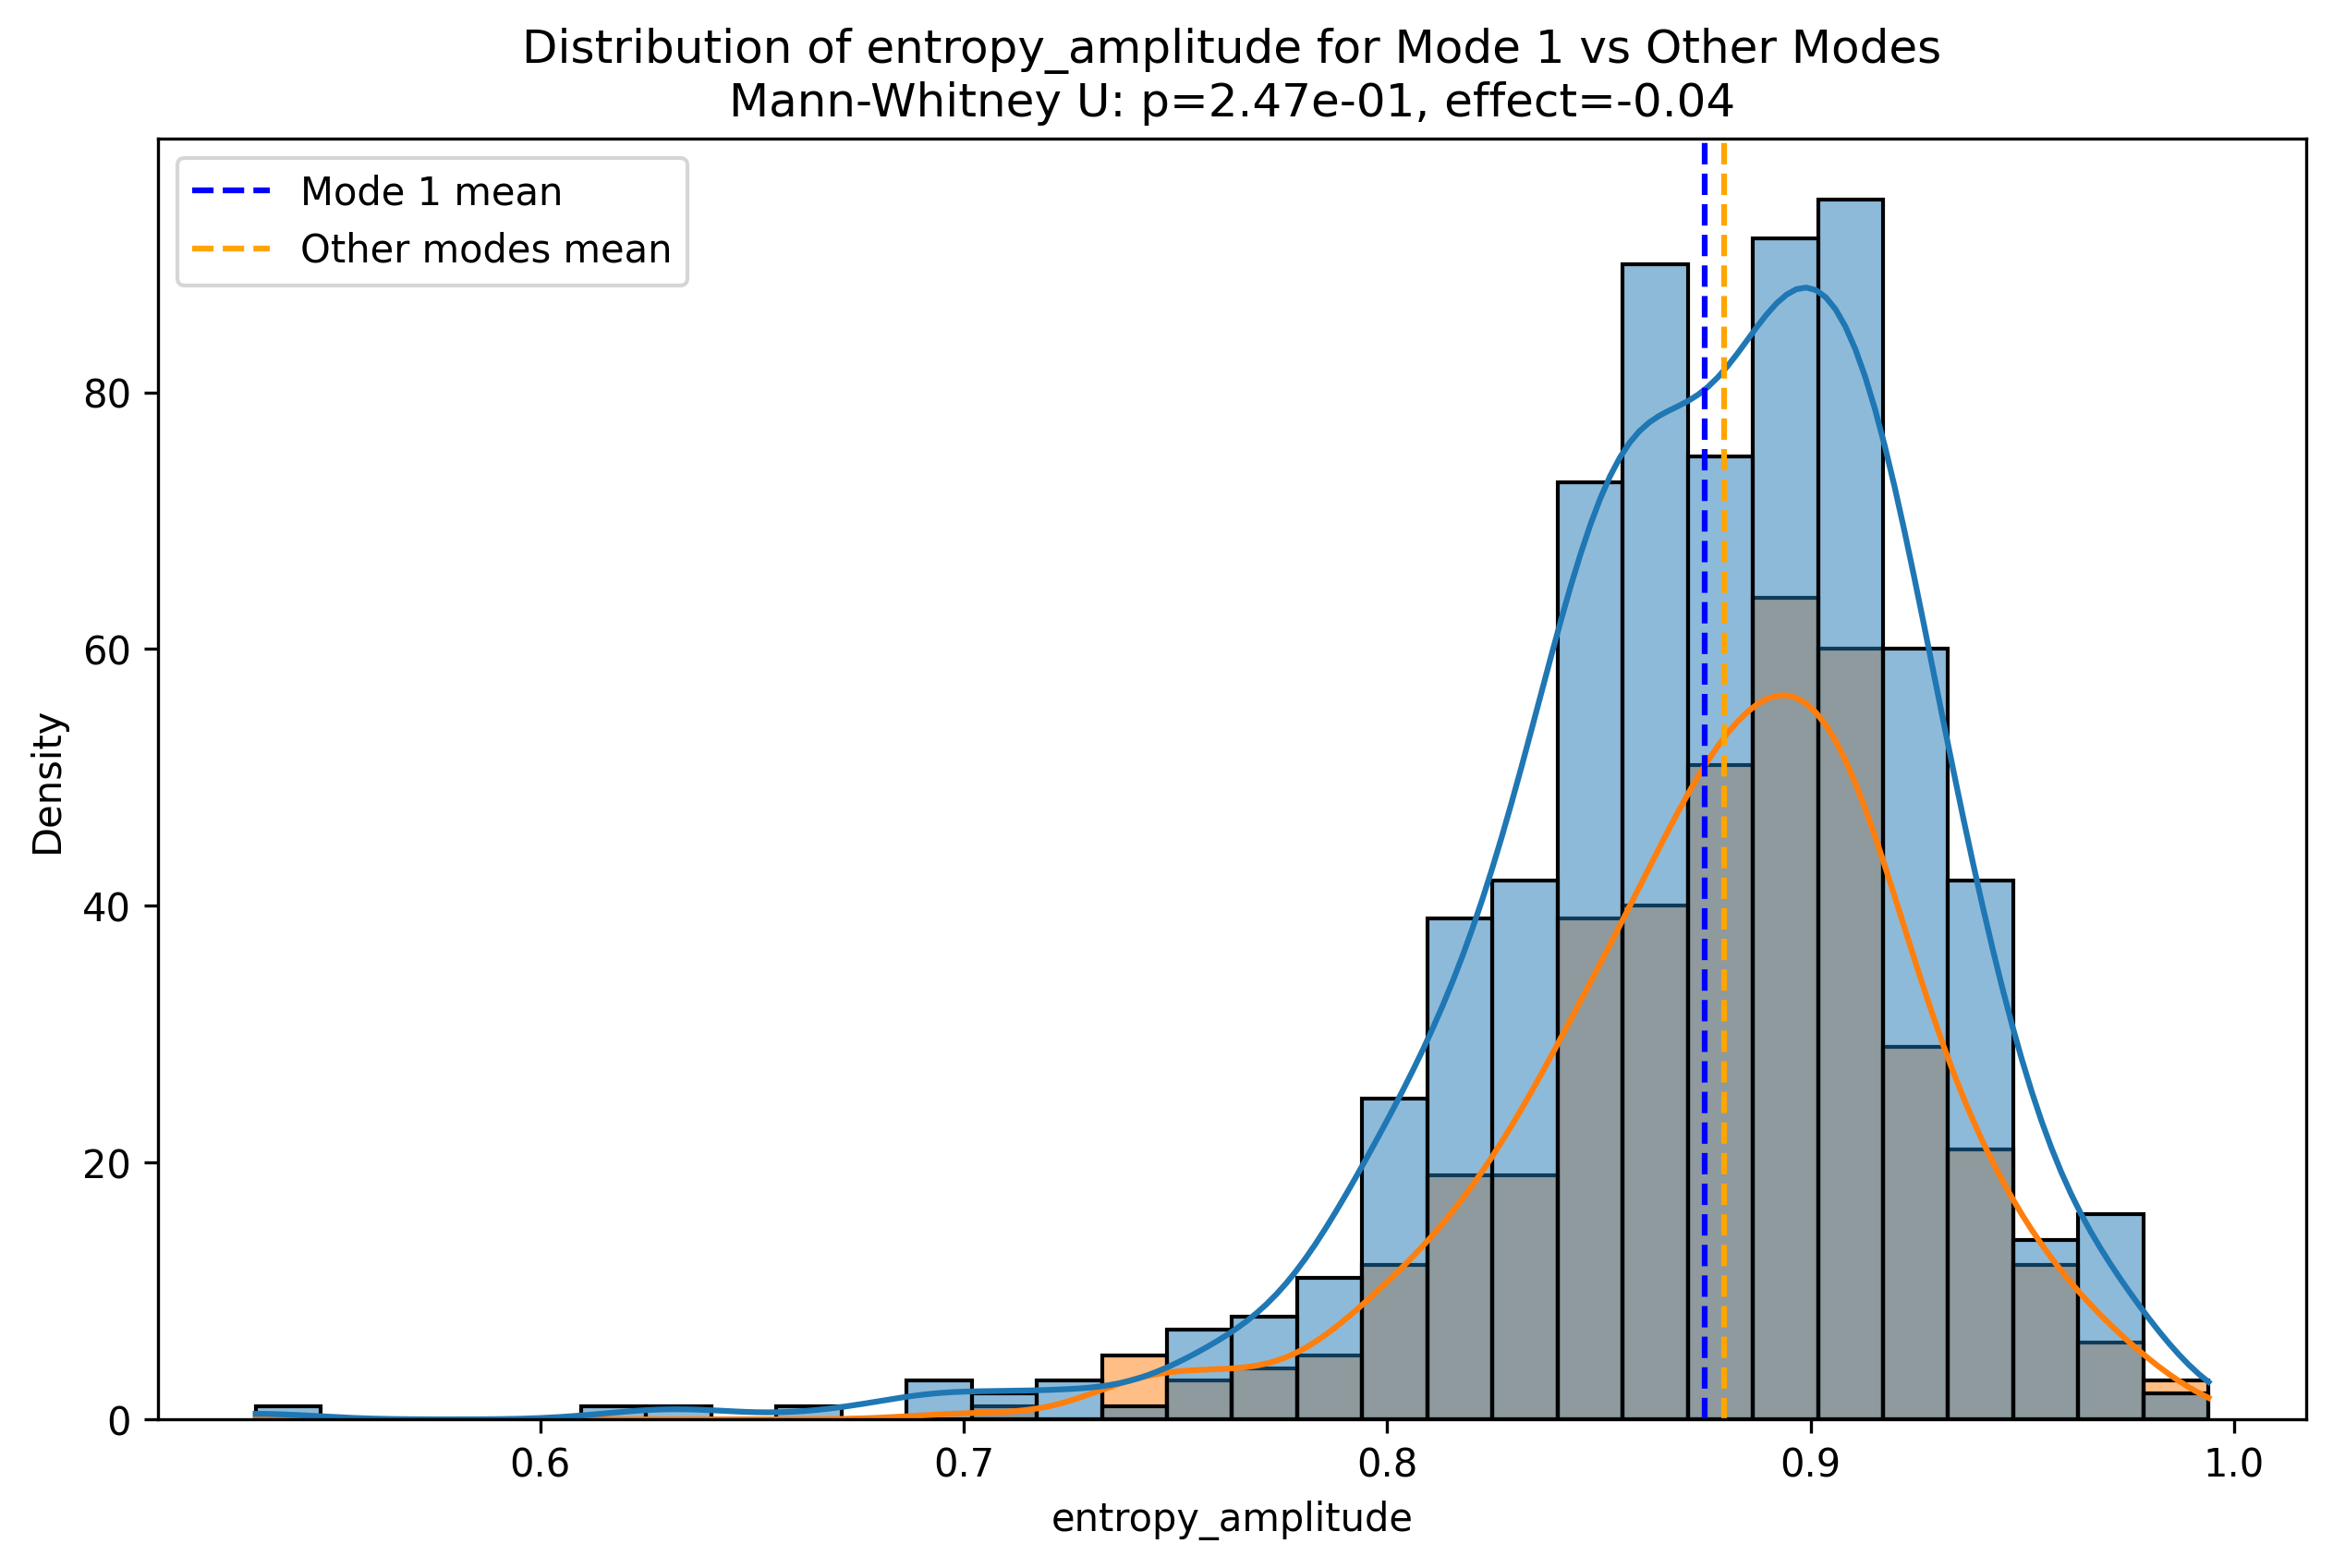 Distribution of entropy_amplitude for Mode 1 vs Other Modes
Mann-Whitney U: p=2.47e-01, effect=-0.04
Mode 1 mean
Other modes mean
Density
80
60
40
20
0
0.6
0.7
0.8
0.9
1.0
entropy_amplitude